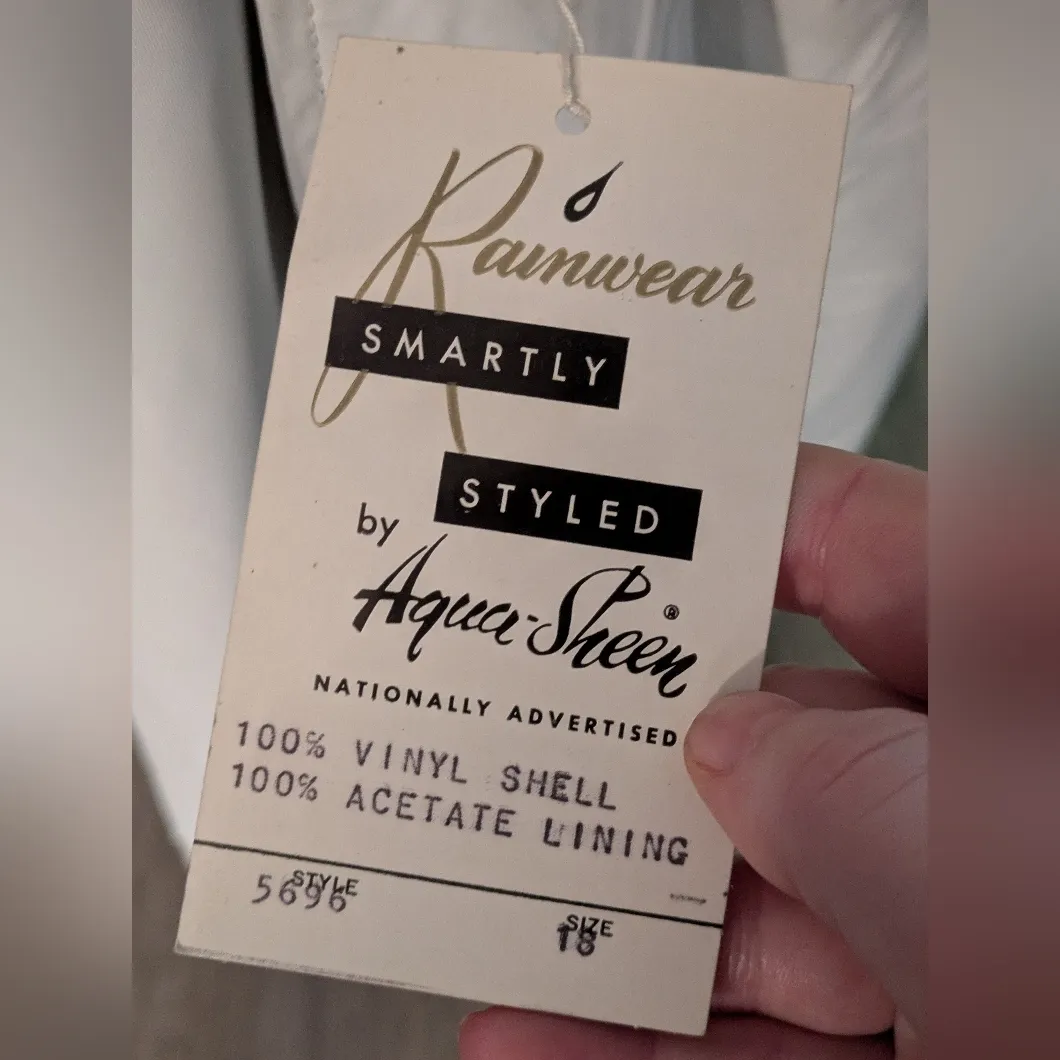 Rainwear
SMARTLY
STYLED
by
Aqua-Sheen®
NATIONALLY ADVERTISED
100% VINYL SHELL
100% ACETATE LINING
STYLE
5696
SIZE
18